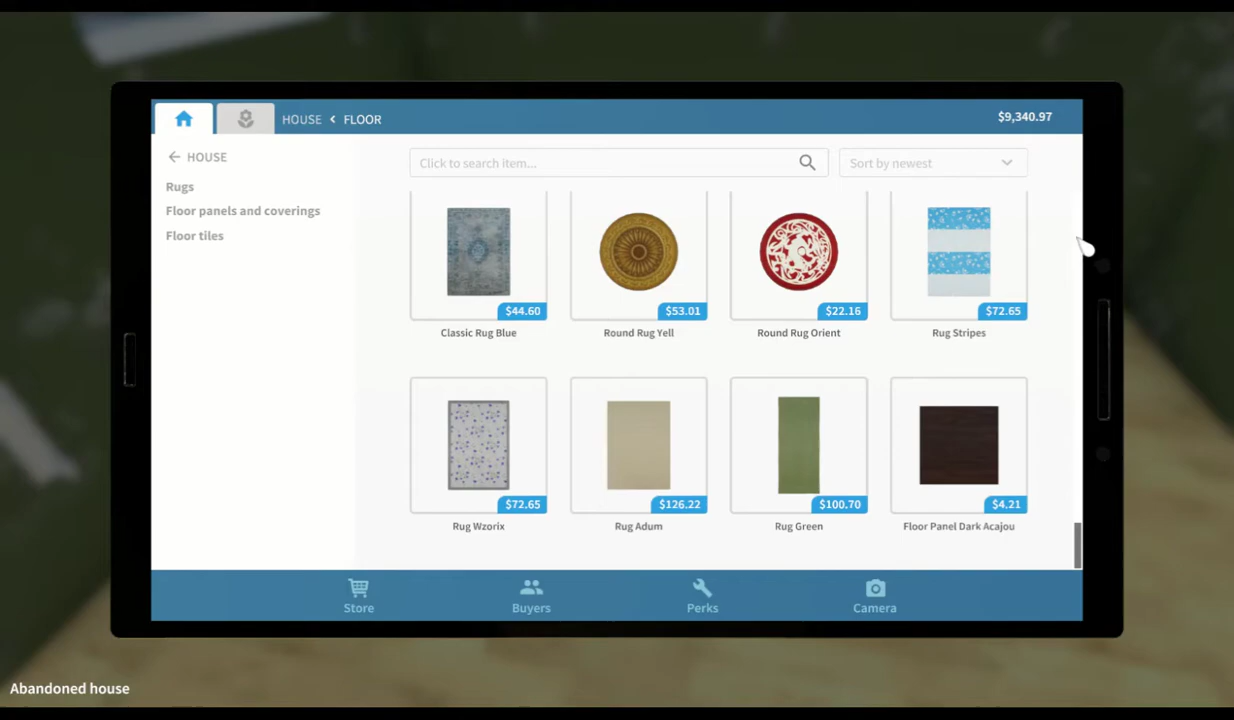 HOUSE < FLOOR
$9,340.97
HOUSE
Click to search item...
Sort by newest
Rugs
Floor panels and coverings
Floor tiles
$44.60
$53.01
$22.16
$72.65
Classic Rug Blue
Round Rug Yell
Round Rug Orient
Rug Stripes
$72.65
$126.22
$100.70
$4.21
Rug Wzorix
Rug Adum
Rug Green
Floor Panel Dark Acajou
Store
Buyers
Perks
Camera
Abandoned house